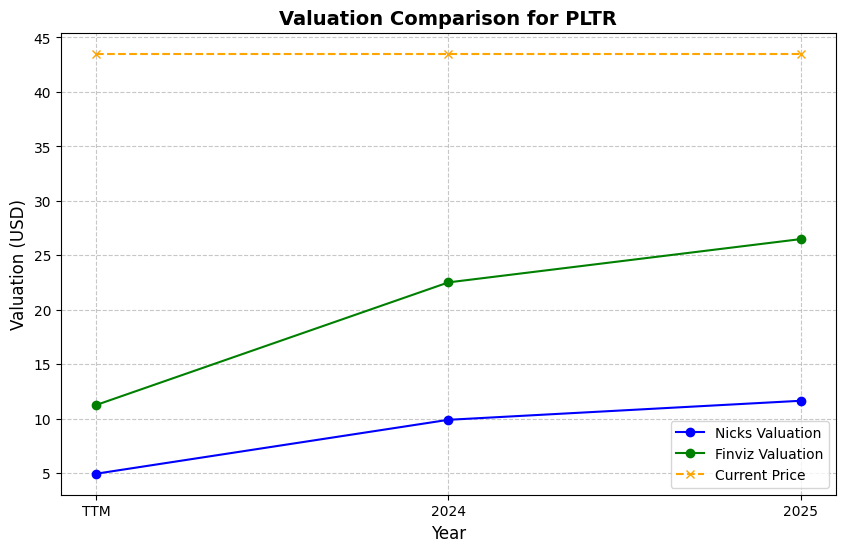 Valuation Comparison for PLTR
Valuation (USD)
45
40
35
30
25
20
15
10
5
TTM
2024
2025
Year
Nicks Valuation
Finviz Valuation
Current Price